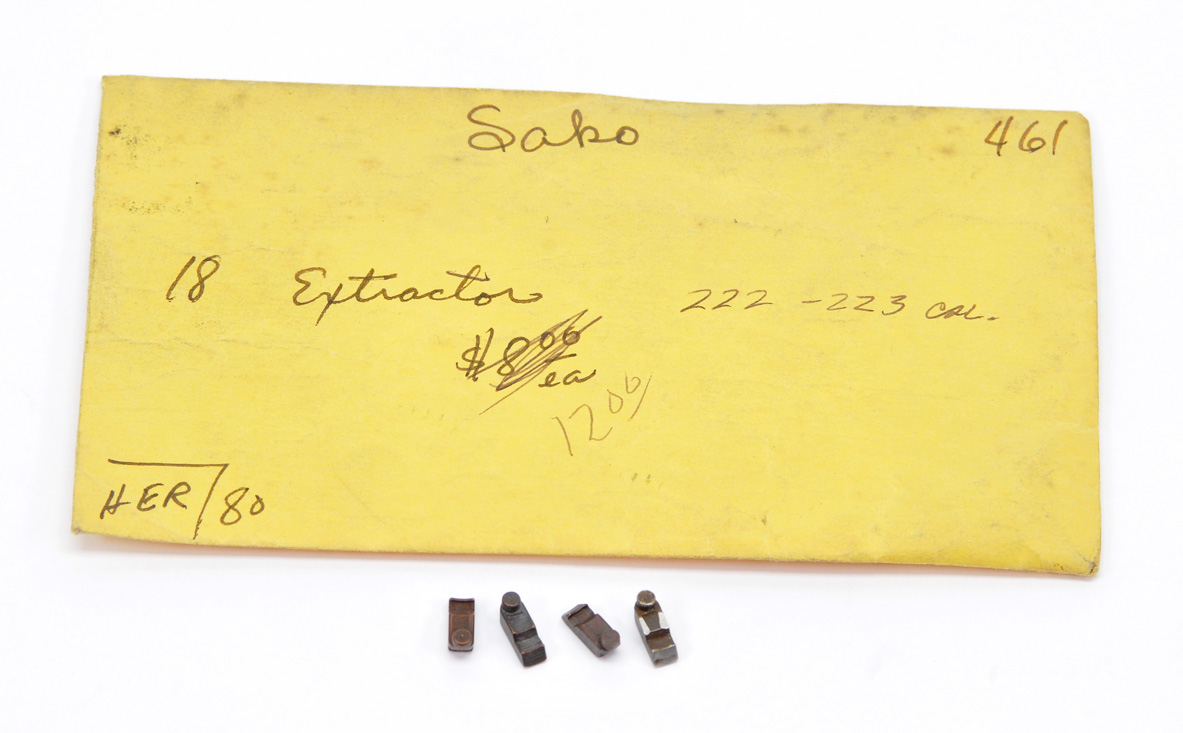 Sako 461
18 Extractor 222 - 223 cal.
$8.00 ea
12.00
HER/80